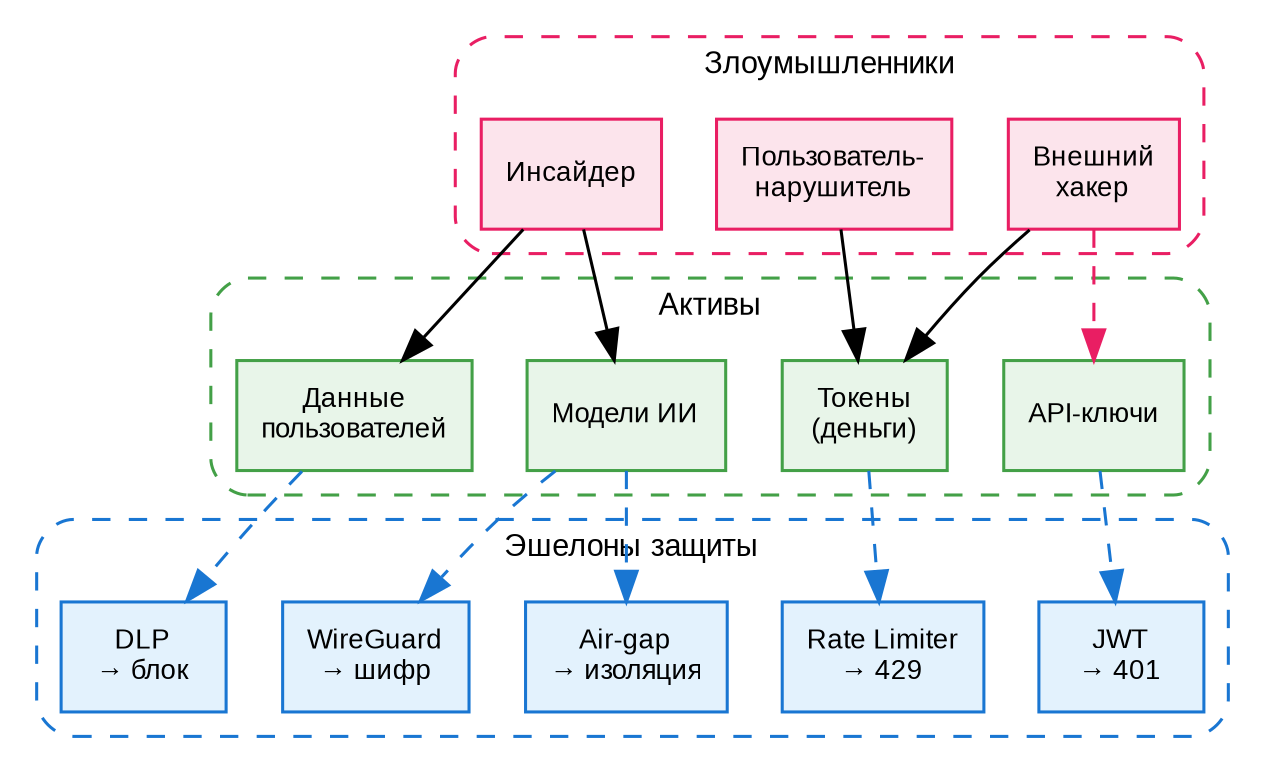 Злоумышленники
Инсайдер
Пользователь-
нарушитель
Внешний
хакер
Активы
Данные
пользователей
Модели ИИ
Токены
(деньги)
API-ключи
Эшелоны защиты
DLP
→ блок
WireGuard
→ шифр
Air-gap
→ изоляция
Rate Limiter
→ 429
JWT
→ 401